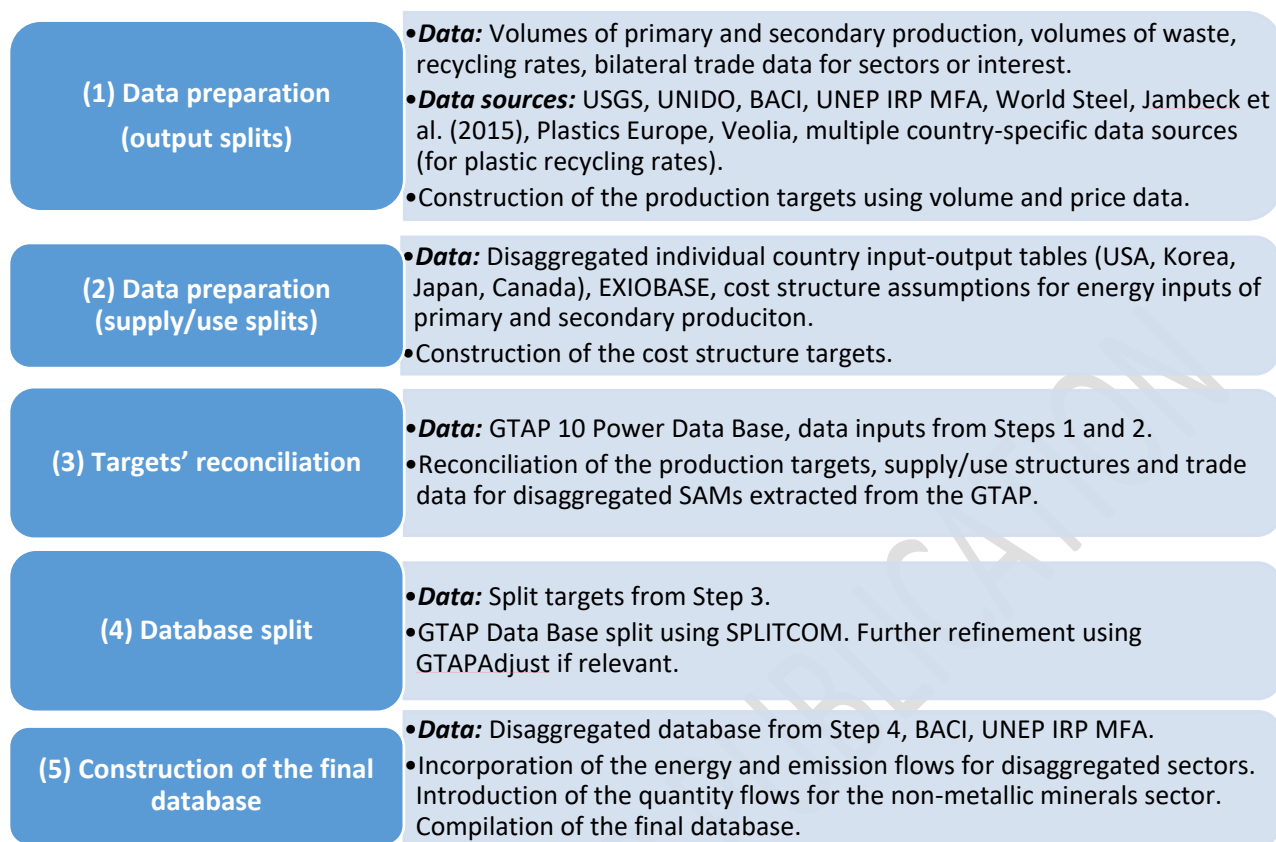 (1) Data preparation
(output splits)
•Data: Volumes of primary and secondary production, volumes of waste,
recycling rates, bilateral trade data for sectors or interest.
•Data sources: USGS, UNIDO, BACI, UNEP IRP MFA, World Steel, Jambeck et
al. (2015), Plastics Europe, Veolia, multiple country-specific data sources
(for plastic recycling rates).
•Construction of the production targets using volume and price data.
(2) Data preparation
(supply/use splits)
•Data: Disaggregated individual country input-output tables (USA, Korea,
Japan, Canada), EXIOBASE, cost structure assumptions for energy inputs of
primary and secondary produciton.
•Construction of the cost structure targets.
(3) Targets’ reconciliation
•Data: GTAP 10 Power Data Base, data inputs from Steps 1 and 2.
•Reconciliation of the production targets, supply/use structures and trade
data for disaggregated SAMs extracted from the GTAP.
(4) Database split
•Data: Split targets from Step 3.
•GTAP Data Base split using SPLITCOM. Further refinement using
GTAPAdjust if relevant.
(5) Construction of the final
database
•Data: Disaggregated database from Step 4, BACI, UNEP IRP MFA.
•Incorporation of the energy and emission flows for disaggregated sectors.
Introduction of the quantity flows for the non-metallic minerals sector.
Compilation of the final database.